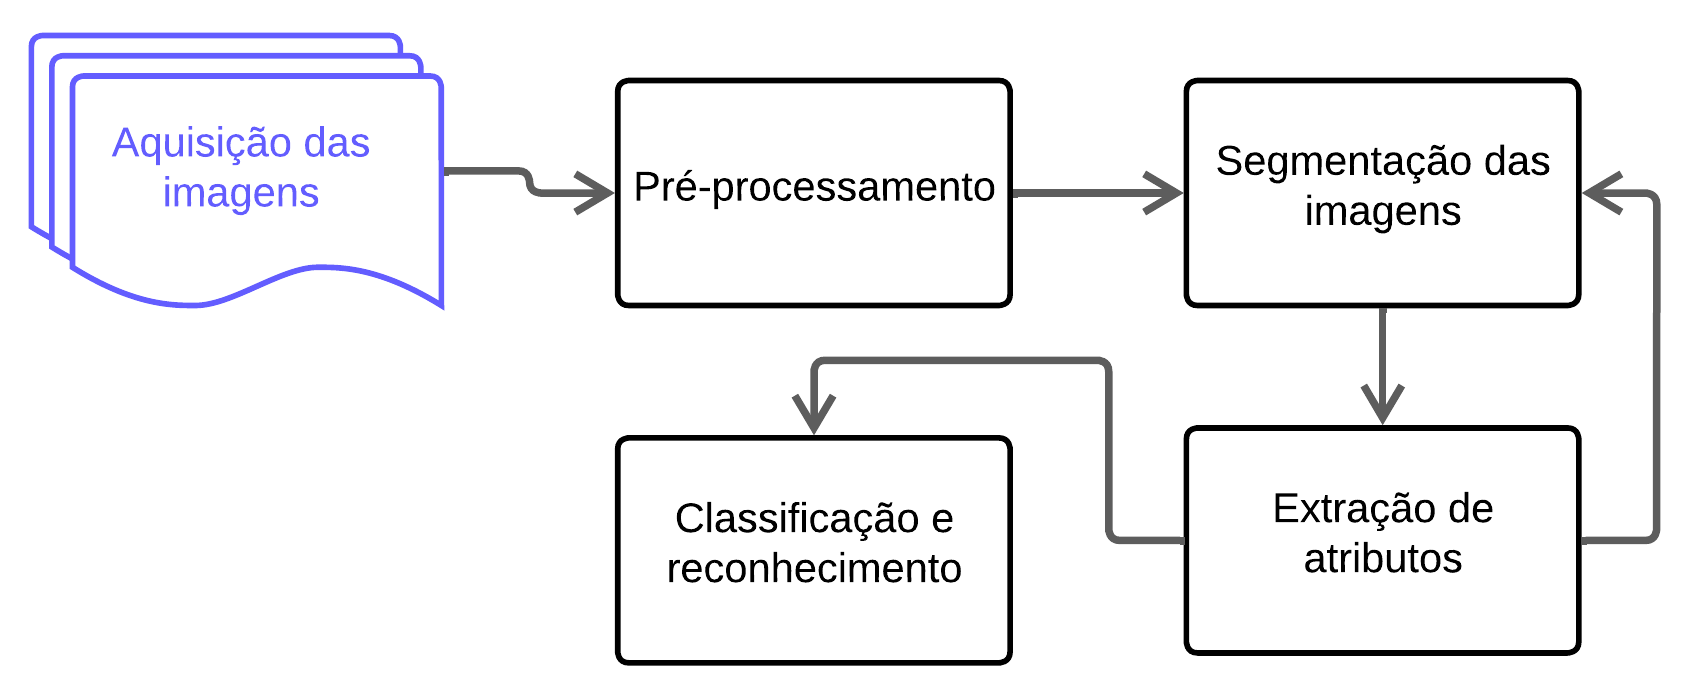 Aquisição das
imagens
Pré-processamento
Segmentação das
imagens
Classificação e
reconhecimento
Extração de
atributos